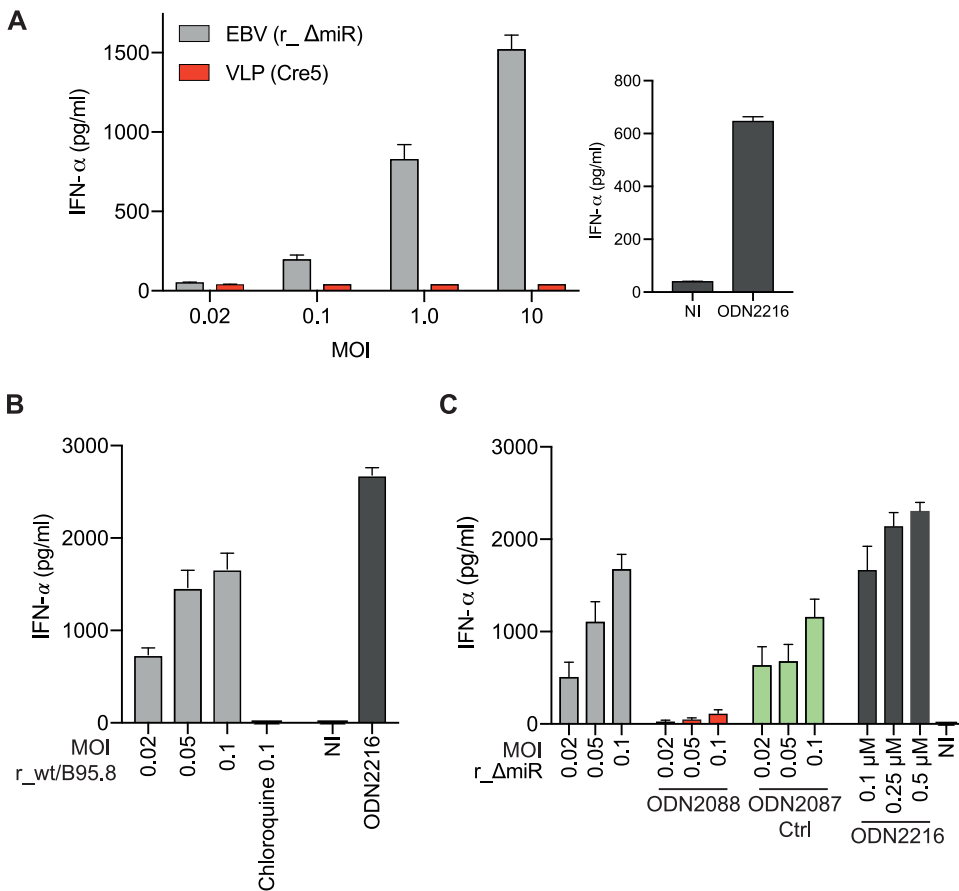 A
IFN-α (pg/ml)
1500
1000
500
0
EBV (r_ ΔmiR)
VLP (Cre5)
0.02 0.1 1.0 10
MOI
IFN-α (pg/ml)
800
600
400
200
0
NI ODN2216
B
IFN-α (pg/ml)
3000
2000
1000
0
MOI 0.02 0.05 0.1 0.1 NI ODN2216
r_wt/B95.8
Chloroquine
C
IFN-α (pg/ml)
3000
2000
1000
0
MOI 0.02 0.05 0.1 0.02 0.05 0.1 0.02 0.05 0.1 0.1 μM 0.25 μM 0.5 μM NI
r_ΔmiR
ODN2088 ODN2087
Ctrl
ODN2216